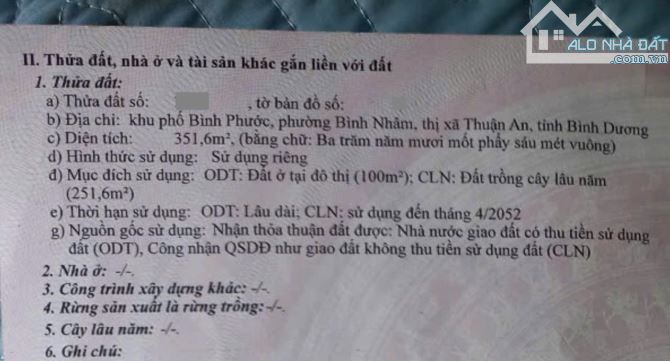 ALO NHÀ ĐẤT
.com.vn
II. Thửa đất, nhà ở và tài sản khác gắn liền với đất
1. Thửa đất:
a) Thửa đất số: , tờ bản đồ số:
b) Địa chỉ: khu phố Bình Phước, phường Bình Nhâm, thị xã Thuận An, tỉnh Bình Dương
c) Diện tích: 351,6m², (bằng chữ: Ba trăm năm mươi mốt phẩy sáu mét vuông)
d) Hình thức sử dụng: Sử dụng riêng
đ) Mục đích sử dụng: ODT: Đất ở tại đô thị (100m²); CLN: Đất trồng cây lâu năm
(251,6m²)
e) Thời hạn sử dụng: ODT: Lâu dài; CLN: sử dụng đến tháng 4/2052
g) Nguồn gốc sử dụng: Nhận thỏa thuận đất được: Nhà nước giao đất có thu tiền sử dụng
đất (ODT), Công nhận QSDĐ như giao đất không thu tiền sử dụng đất (CLN)
2. Nhà ở: -/-.
3. Công trình xây dựng khác: -/-.
4. Rừng sản xuất là rừng trồng: -/-.
5. Cây lâu năm: -/-.
6. Ghi chú: